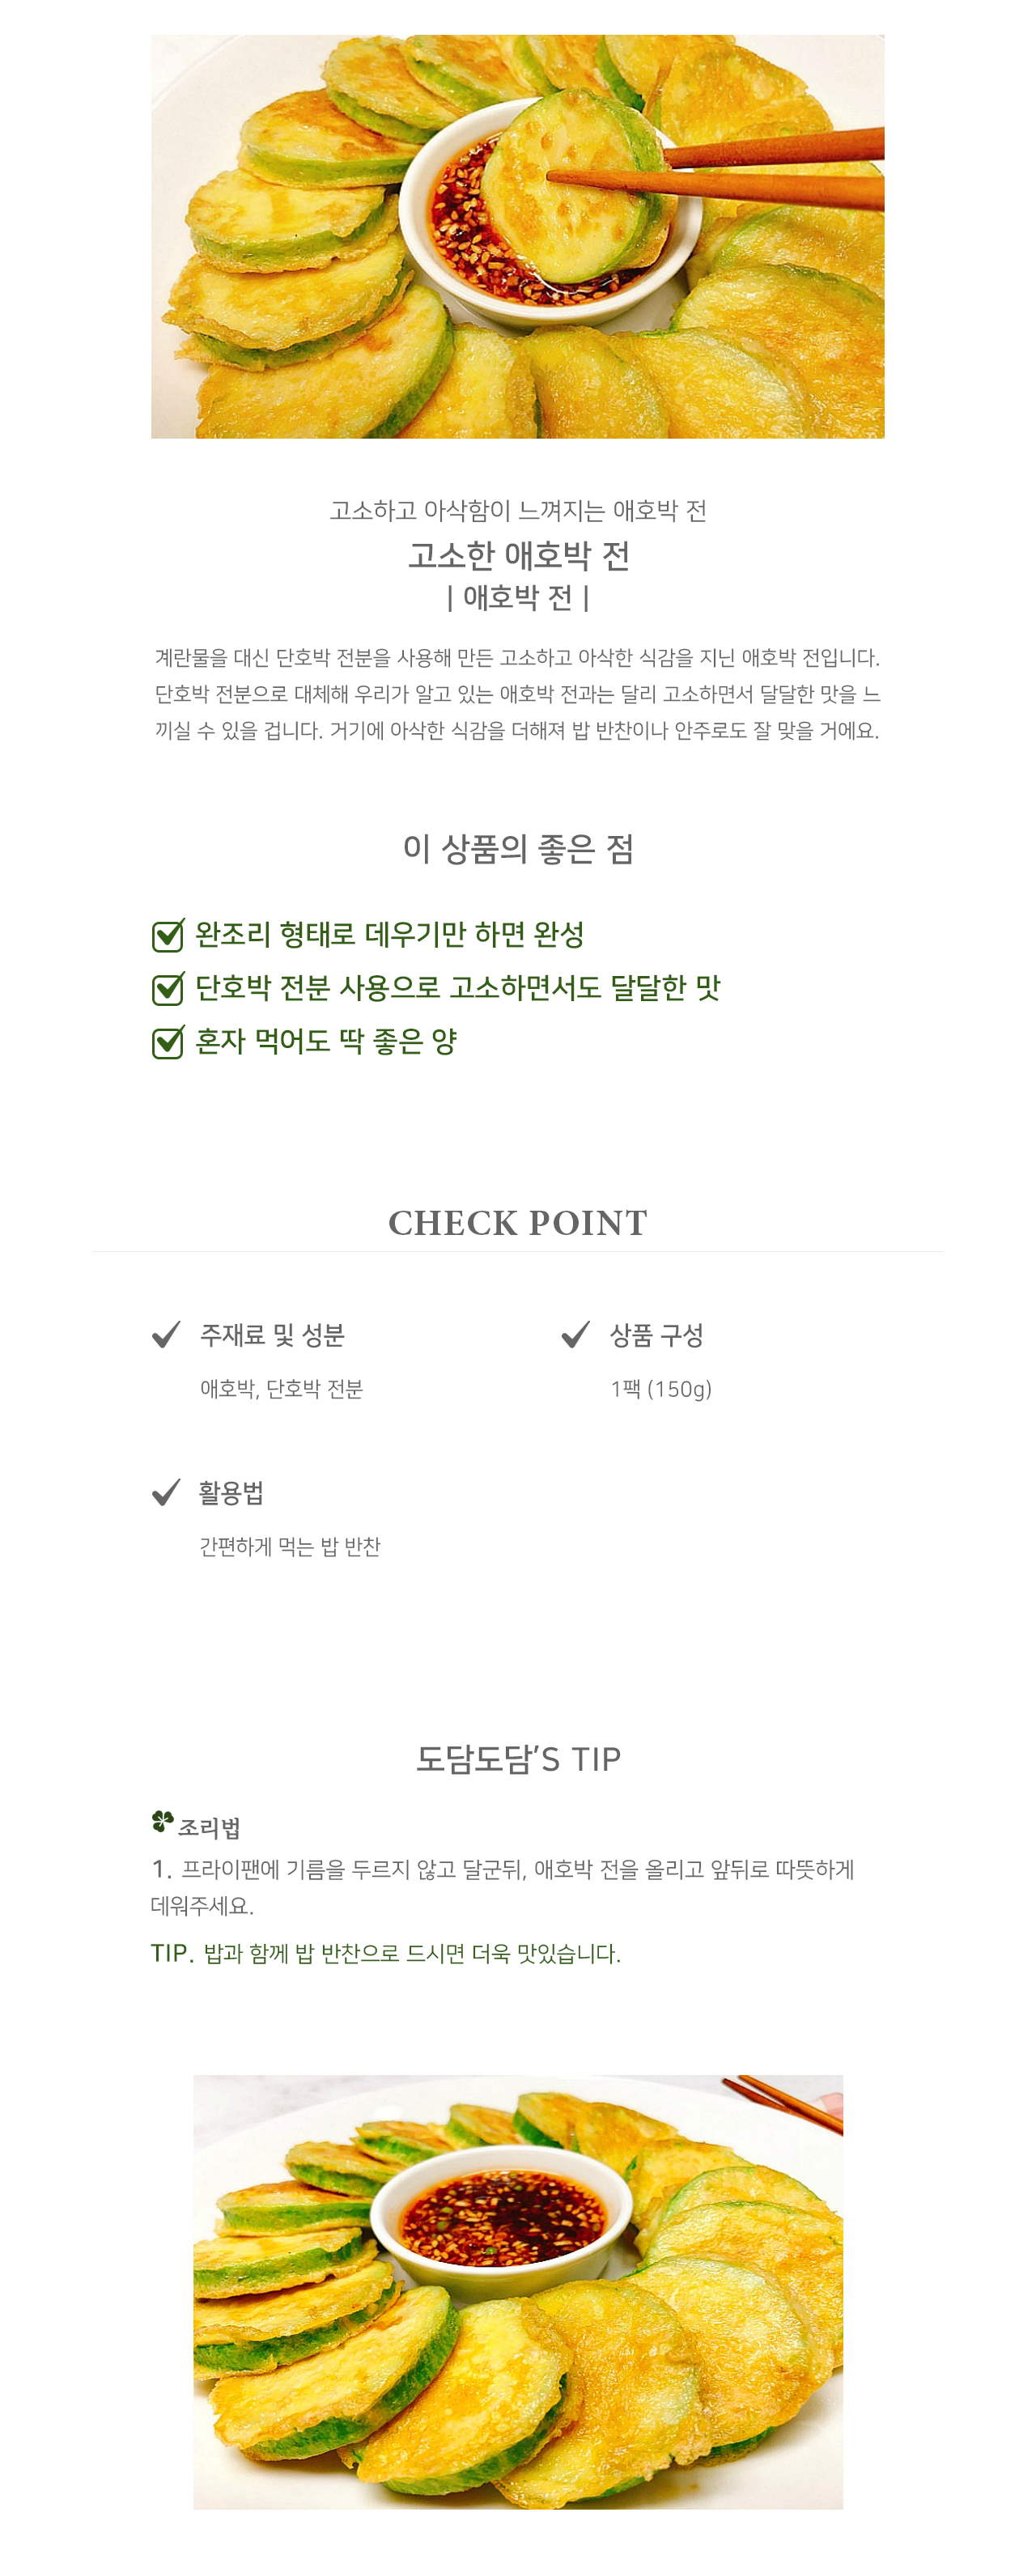 고소하고 아삭함이 느껴지는 애호박 전
고소한 애호박 전
| 애호박 전 |
계란물을 대신 단호박 전분을 사용해 만든 고소하고 아삭한 식감을 지닌 애호박 전입니다.
단호박 전분으로 대체해 우리가 알고 있는 애호박 전과는 달리 고소하면서 달달한 맛을 느
끼실 수 있을 겁니다. 거기에 아삭한 식감을 더해져 밥 반찬이나 안주로도 잘 맞을 거에요.
이 상품의 좋은 점
완조리 형태로 데우기만 하면 완성
단호박 전분 사용으로 고소하면서도 달달한 맛
혼자 먹어도 딱 좋은 양
CHECK POINT
주재료 및 성분
애호박, 단호박 전분
상품 구성
1팩 (150g)
활용법
간편하게 먹는 밥 반찬
도담도담’S TIP
조리법
1. 프라이팬에 기름을 두르지 않고 달군뒤, 애호박 전을 올리고 앞뒤로 따뜻하게
데워주세요.
TIP. 밥과 함께 밥 반찬으로 드시면 더욱 맛있습니다.